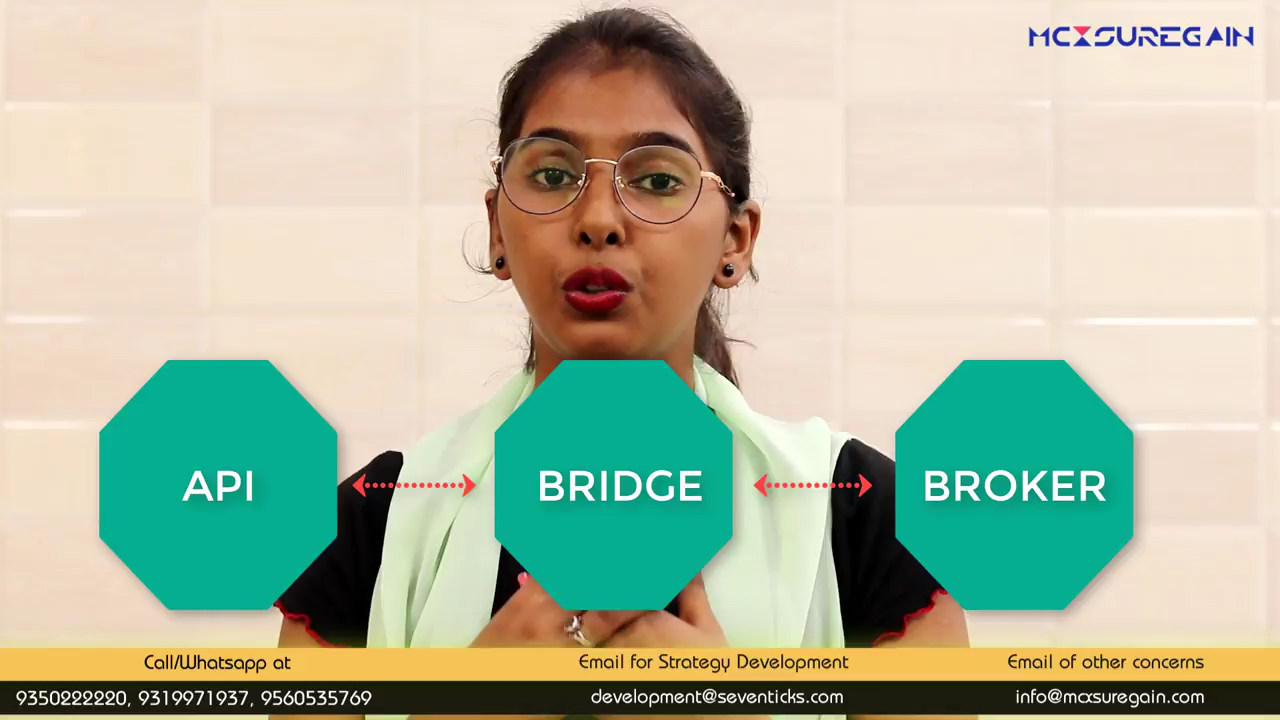 MCXSUREGAIN
API
BRIDGE
BROKER
Call/Whatsapp at
Email for Strategy Development
Email of other concerns
9350222220, 9319971937, 9560535769
development@seventicks.com
info@mcxsuregain.com